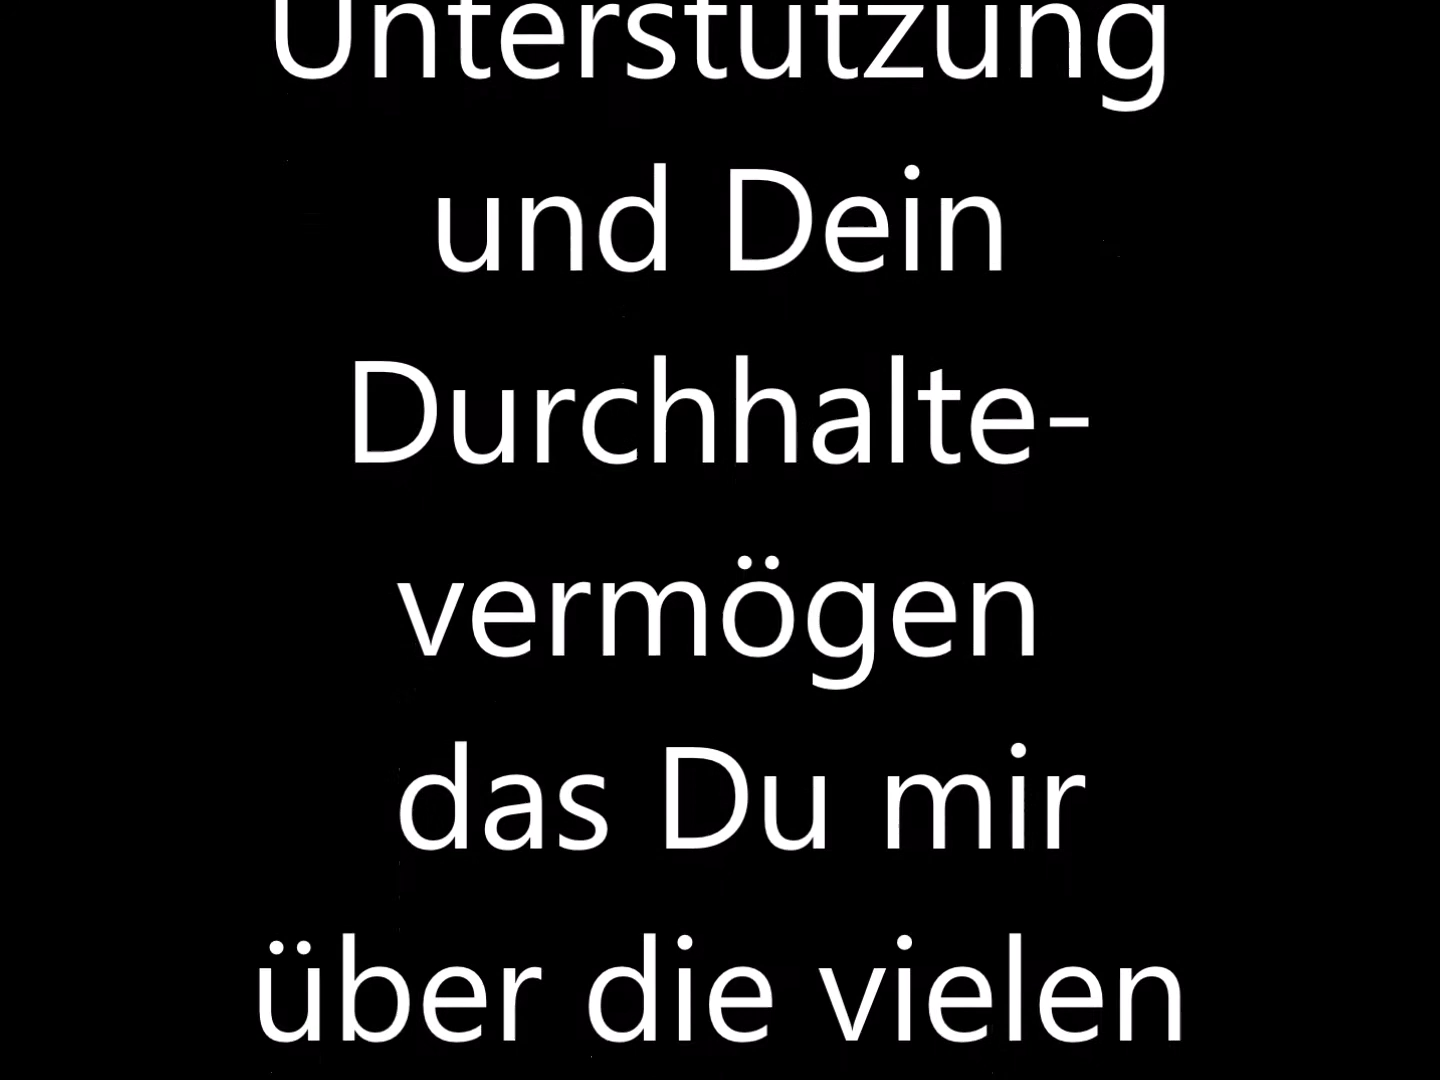 Unterstützung
und Dein
Durchhalte-
vermögen
das Du mir
über die vielen